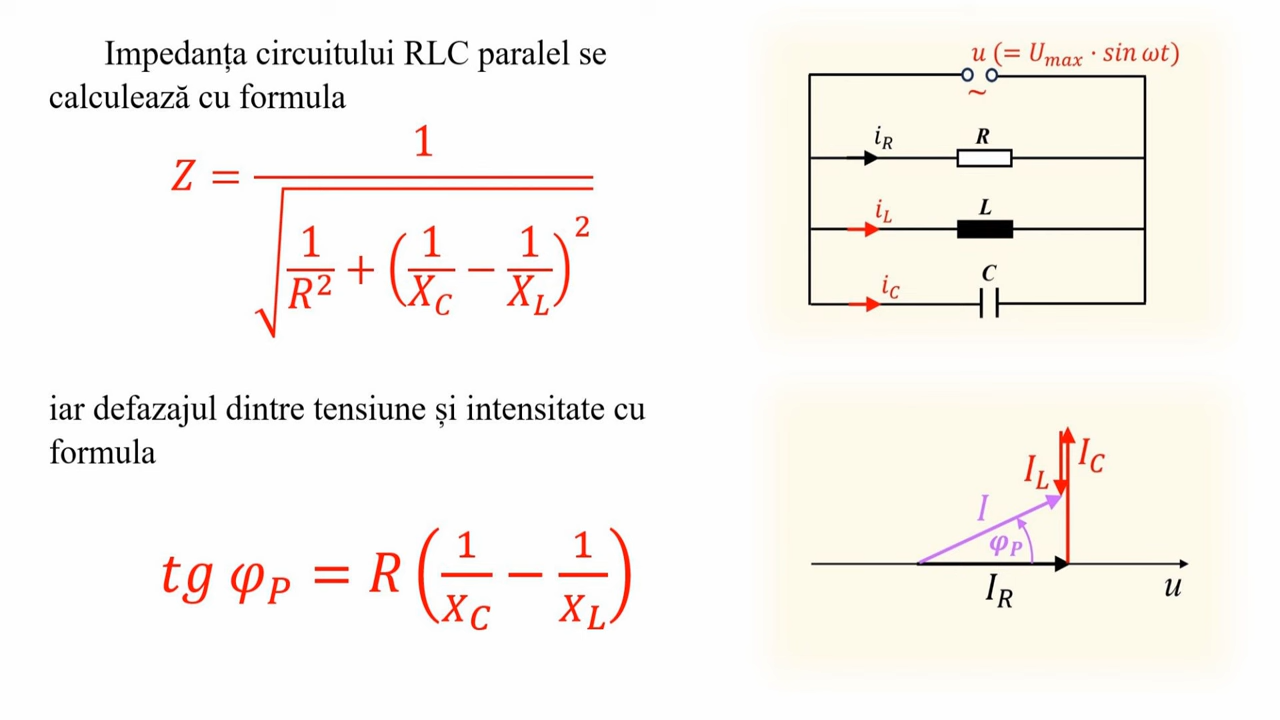 Impedanța circuitului RLC paralel se
calculează cu formula
Z = 1 / √(1/R² + (1/X_C − 1/X_L)²)
iar defazajul dintre tensiune și intensitate cu
formula
tg φ_P = R (1/X_C − 1/X_L)
u (= U_max · sin ωt)
~
i_R R
i_L L
i_C C
I_L I_C
I
φ_P
I_R u